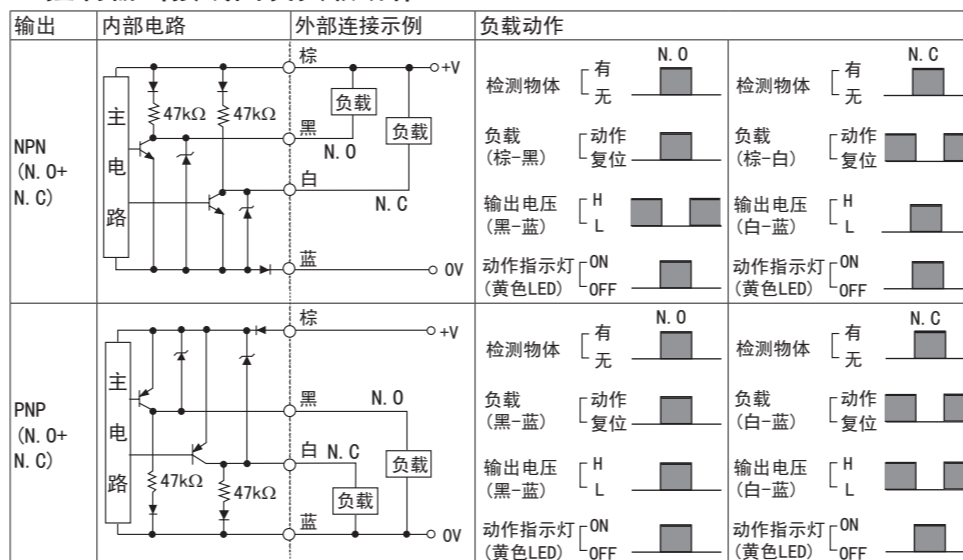 输出 内部电路 外部连接示例 负载动作
NPN
(N.O+
N.C)
主
电
路
47kΩ 47kΩ
棕
+V
负载
负载
黑
N.O
白
N.C
蓝
0V
N.O
检测物体 有
无
负载
(棕-黑) 动作
复位
输出电压
(黑-蓝) H
L
动作指示灯
(黄色LED) ON
OFF
N.C
检测物体 有
无
负载
(棕-白) 动作
复位
输出电压
(白-蓝) H
L
动作指示灯
(黄色LED) ON
OFF
PNP
(N.O+
N.C)
主
电
路
47kΩ 47kΩ
棕
+V
黑 N.O
白 N.C
负载
负载
蓝
0V
N.O
检测物体 有
无
负载
(黑-蓝) 动作
复位
输出电压
(黑-蓝) H
L
动作指示灯
(黄色LED) ON
OFF
N.C
检测物体 有
无
负载
(白-蓝) 动作
复位
输出电压
(白-蓝) H
L
动作指示灯
(黄色LED) ON
OFF